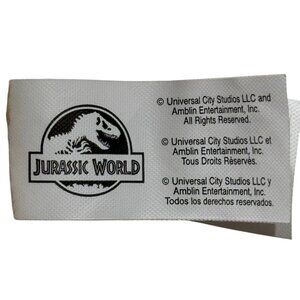 JURASSIC WORLD
© Universal City Studios LLC and
Amblin Entertainment, Inc.
All Rights Reserved.
© Universal City Studios LLC et
Amblin Entertainment, Inc.
Tous Droits Réservés.
© Universal City Studios LLC y
Amblin Entertainment, Inc.
Todos los derechos reservados.